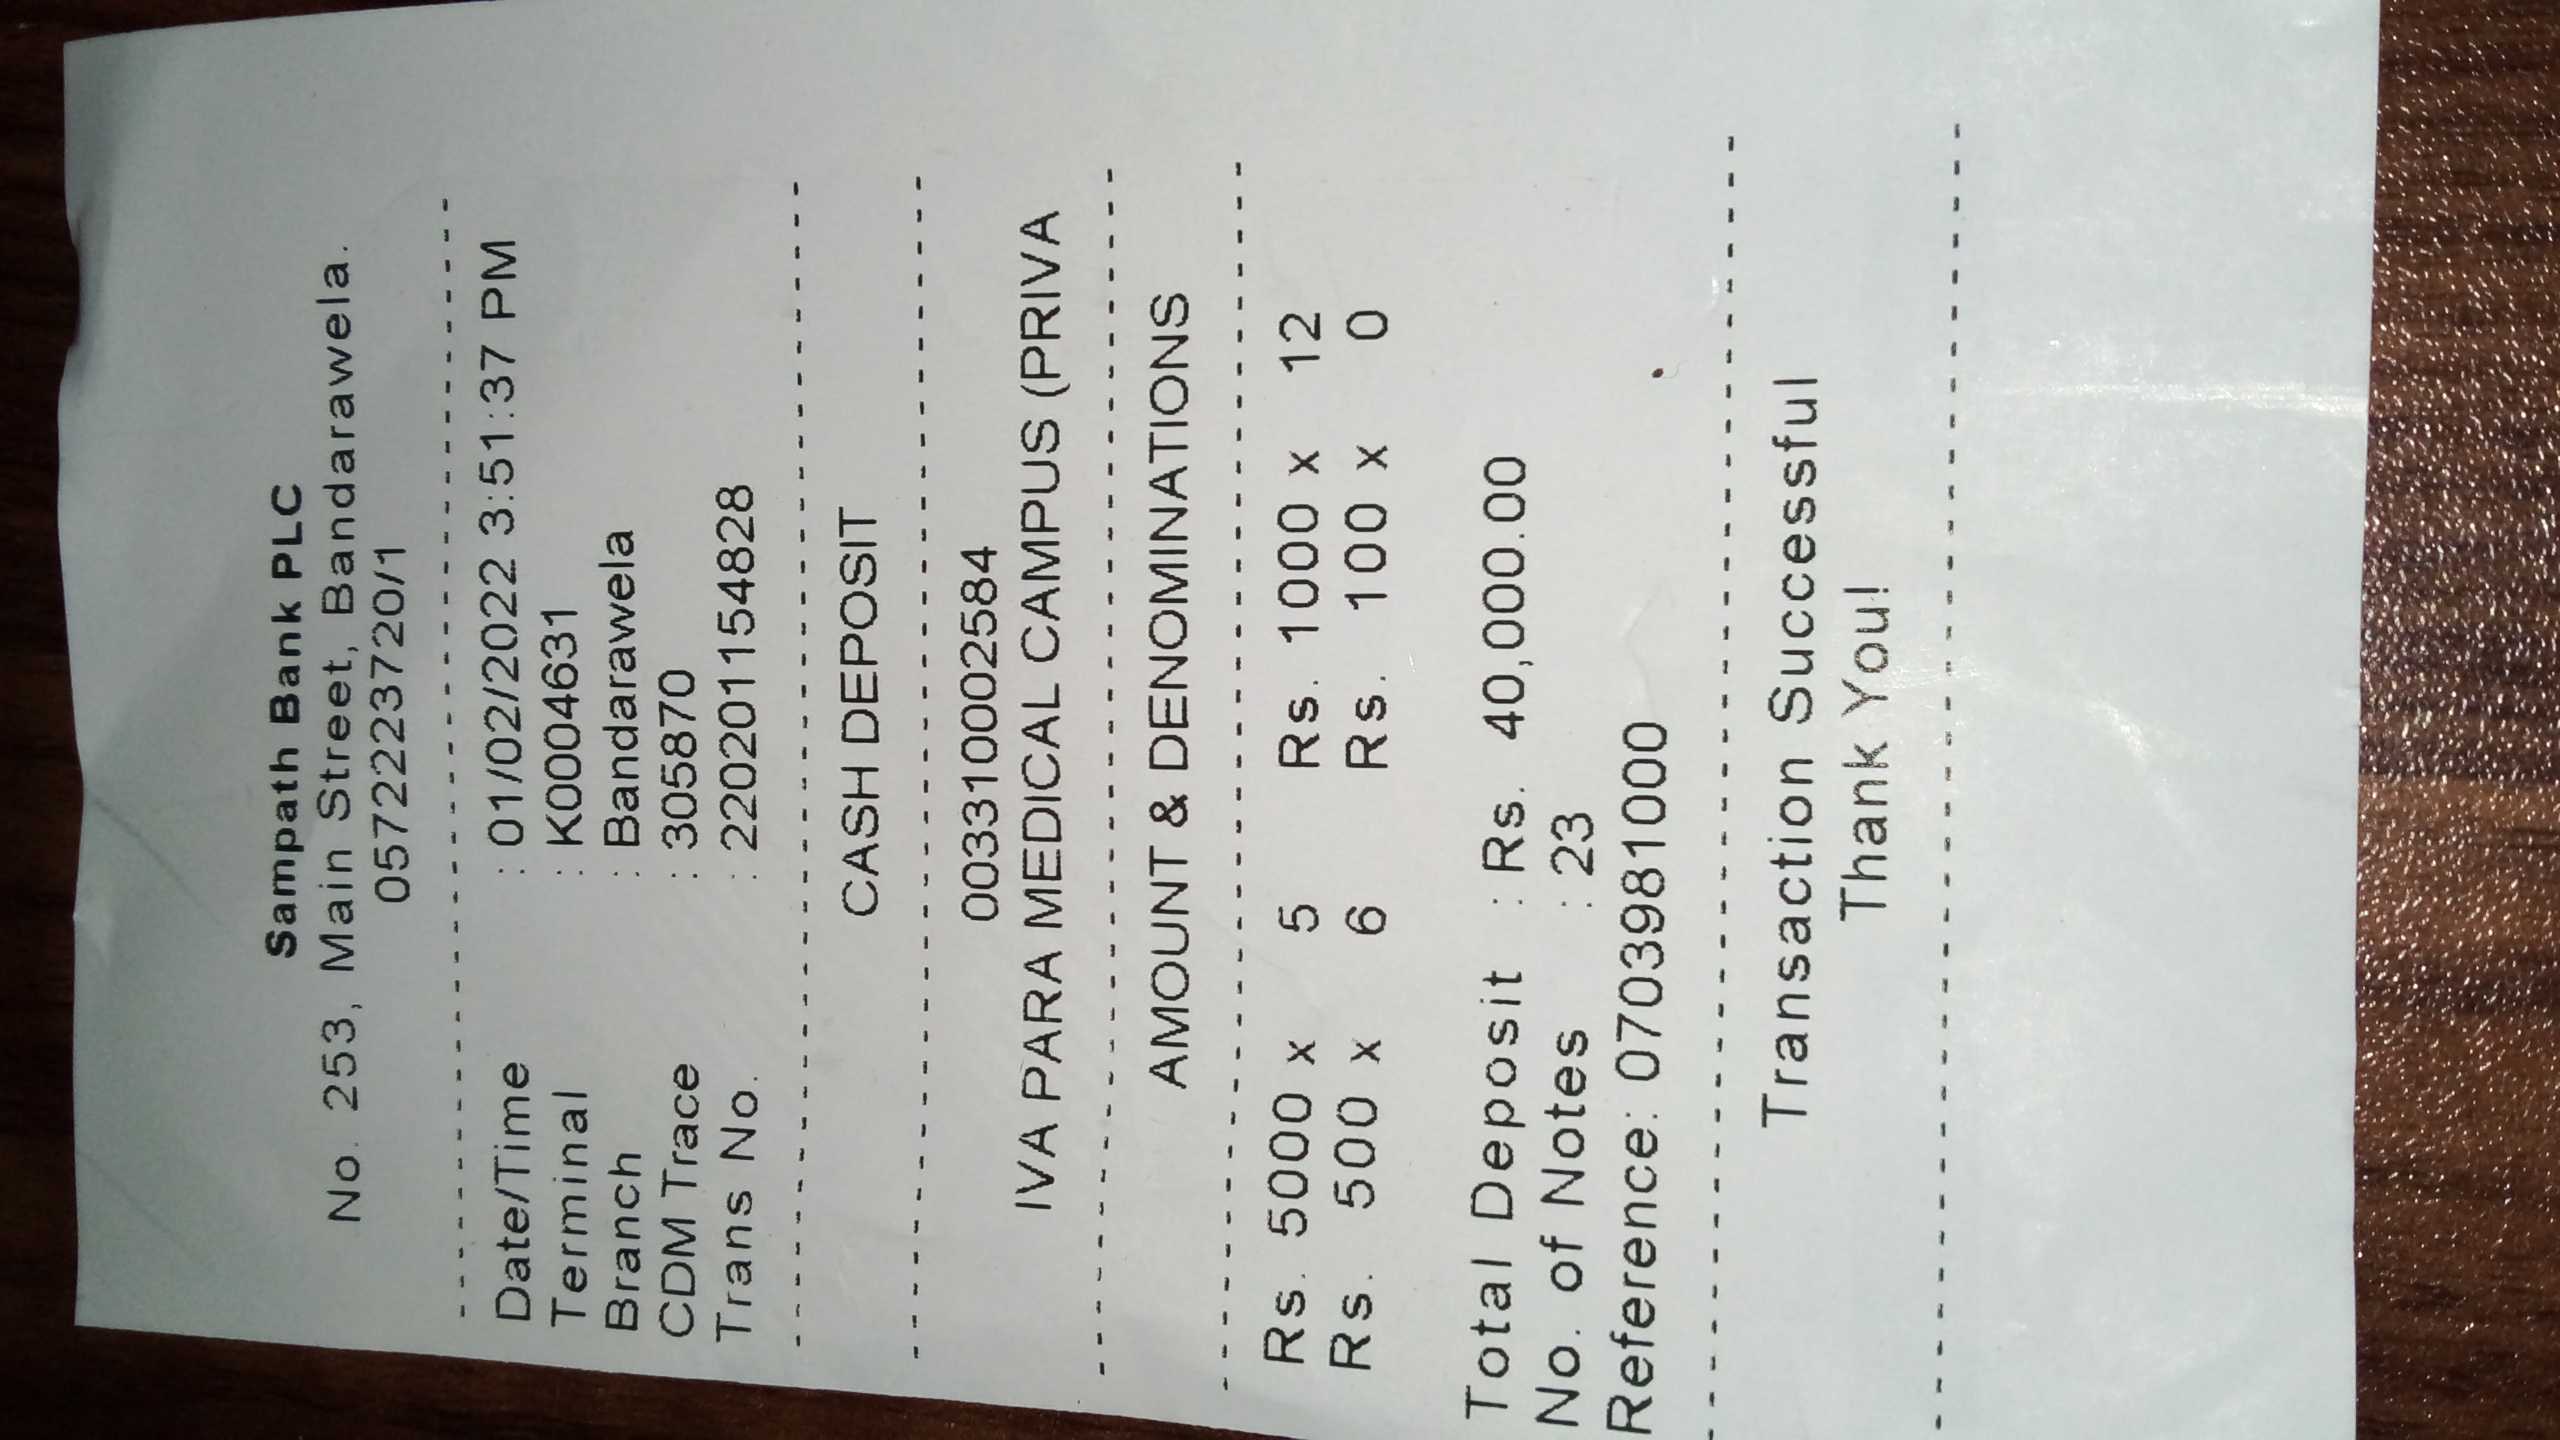 Sampath Bank PLC
No. 253, Main Street, Bandarawela.
0572223720/1
Date/Time : 01/02/2022 3:51:37 PM
Terminal : K0004631
Branch : Bandarawela
CDM Trace : 305870
Trans No. : 220201154828
CASH DEPOSIT
003310002584
IVA PARA MEDICAL CAMPUS (PRIVA
AMOUNT & DENOMINATIONS
Rs. 5000 x 5 Rs. 1000 x 12
Rs. 500 x 6 Rs. 100 x 0
Total Deposit : Rs. 40,000.00
No. of Notes : 23
Reference: 0703981000
Transaction Successful
Thank You!